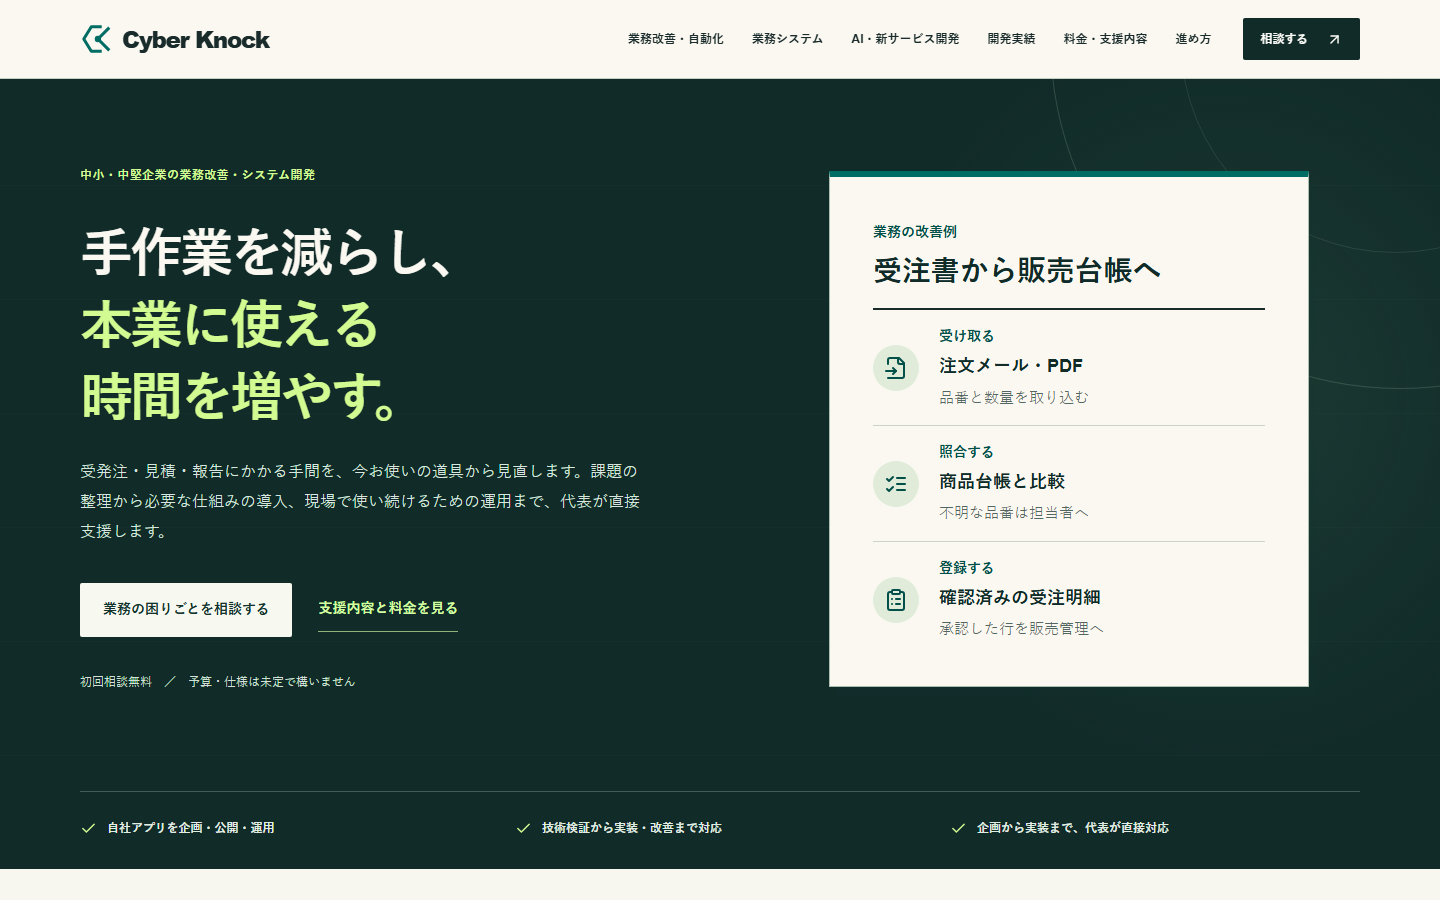 Cyber Knock
業務改善・自動化
業務システム
AI・新サービス開発
開発実績
料金・支援内容
進め方
相談する
中小・中堅企業の業務改善・システム開発
手作業を減らし、
本業に使える
時間を増やす。
受発注・見積・報告にかかる手間を、今お使いの道具から見直します。課題の
整理から必要な仕組みの導入、現場で使い続けるための運用まで、代表が直接
支援します。
業務の困りごとを相談する
支援内容と料金を見る
初回相談無料 ／ 予算・仕様は未定で構いません
業務の改善例
受注書から販売台帳へ
受け取る
注文メール・PDF
品番と数量を取り込む
照合する
商品台帳と比較
不明な品番は担当者へ
登録する
確認済みの受注明細
承認した行を販売管理へ
自社アプリを企画・公開・運用
技術検証から実装・改善まで対応
企画から実装まで、代表が直接対応